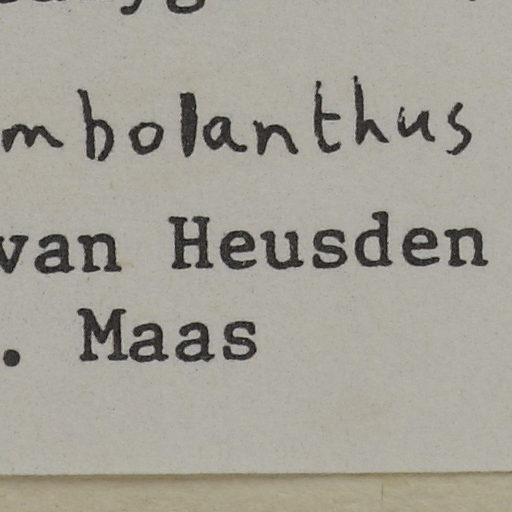 mbolanthus
van Heusden
. Maas